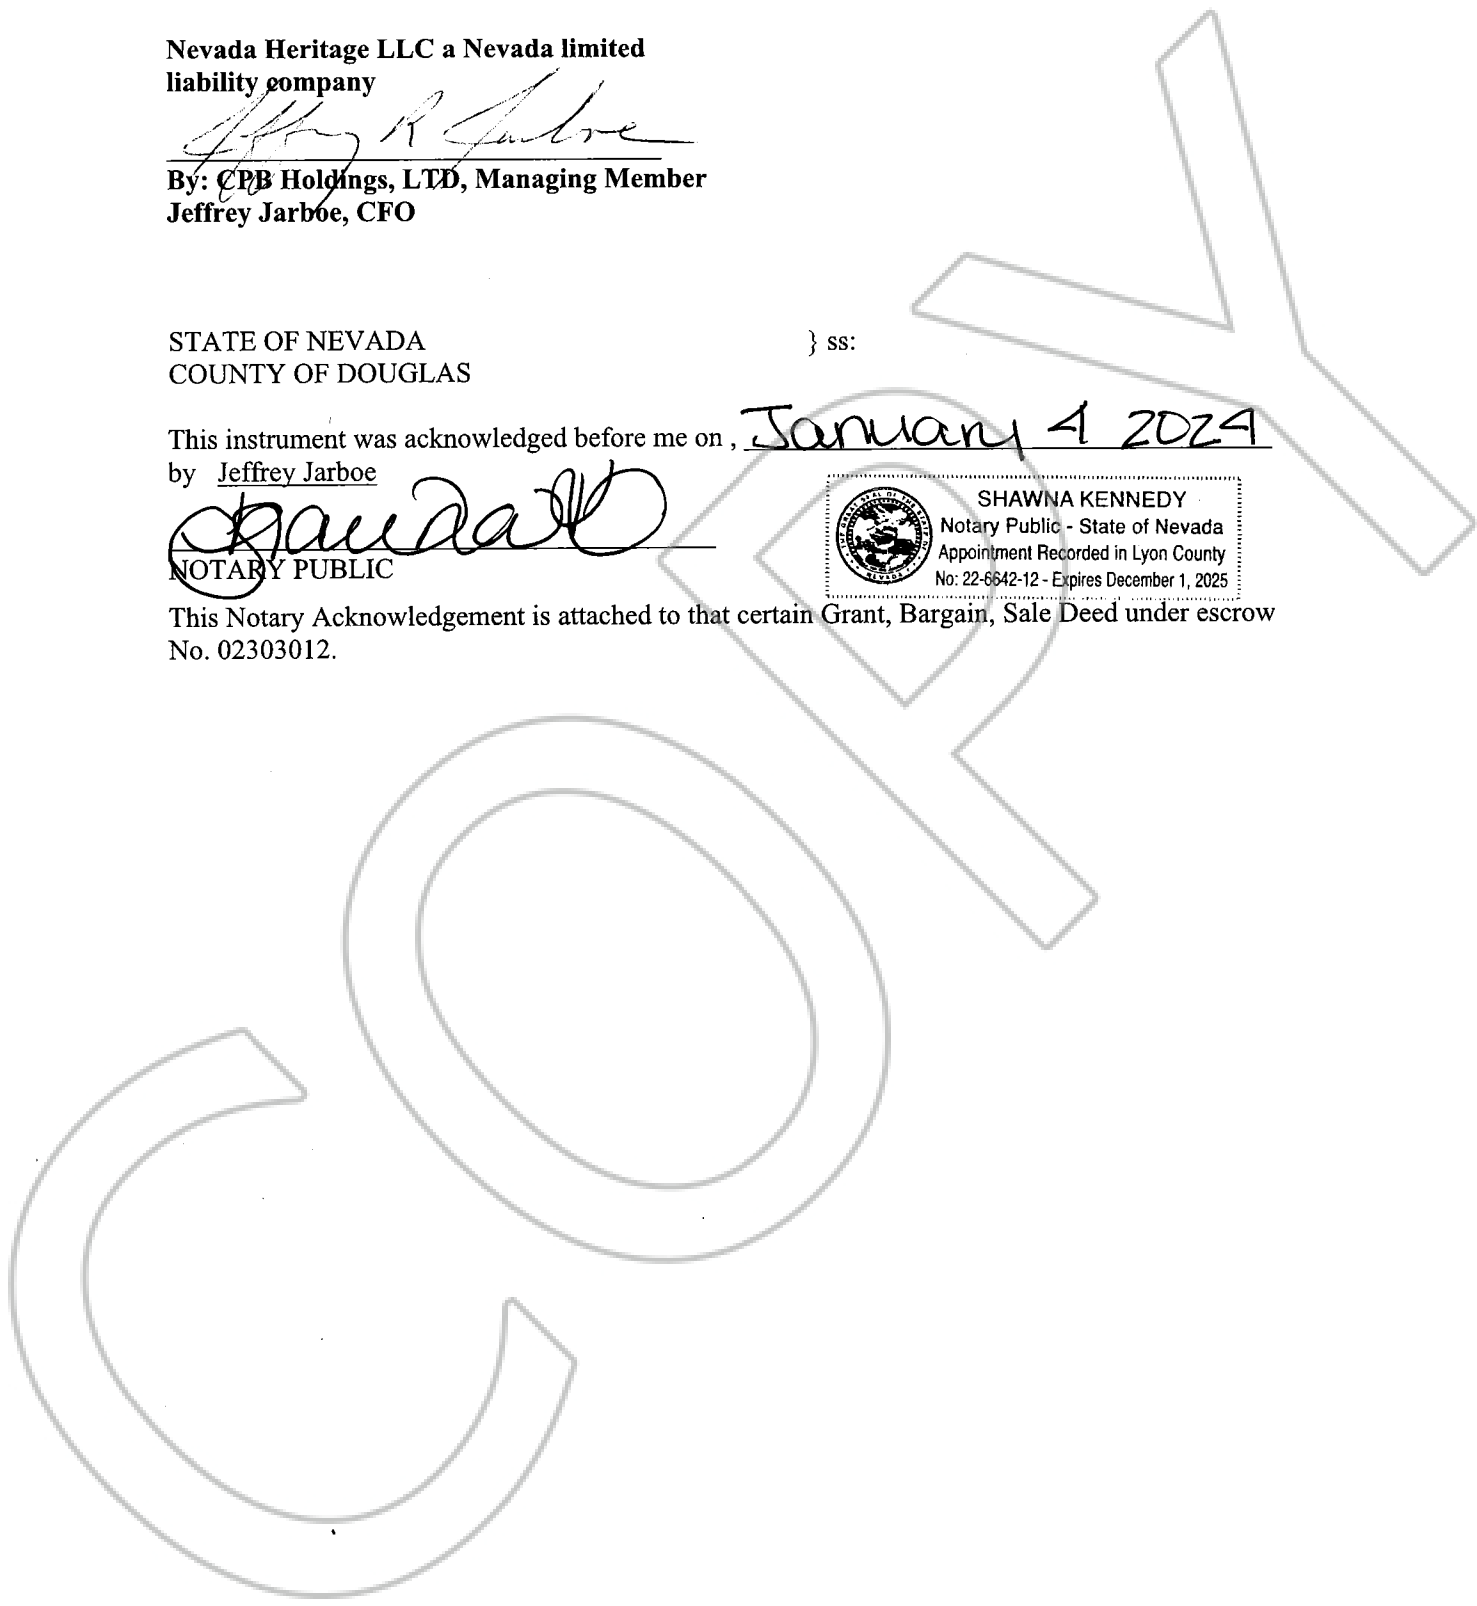 Nevada Heritage LLC a Nevada limited
liability company
Jeffrey R Jarboe
By: CPB Holdings, LTD, Managing Member
Jeffrey Jarboe, CFO
STATE OF NEVADA } ss:
COUNTY OF DOUGLAS
This instrument was acknowledged before me on , January 4 2024
by Jeffrey Jarboe
SHAWNA KENNEDY
Notary Public - State of Nevada
Appointment Recorded in Lyon County
No: 22-6642-12 - Expires December 1, 2025
NOTARY PUBLIC
This Notary Acknowledgement is attached to that certain Grant, Bargain, Sale Deed under escrow
No. 02303012.
COPY